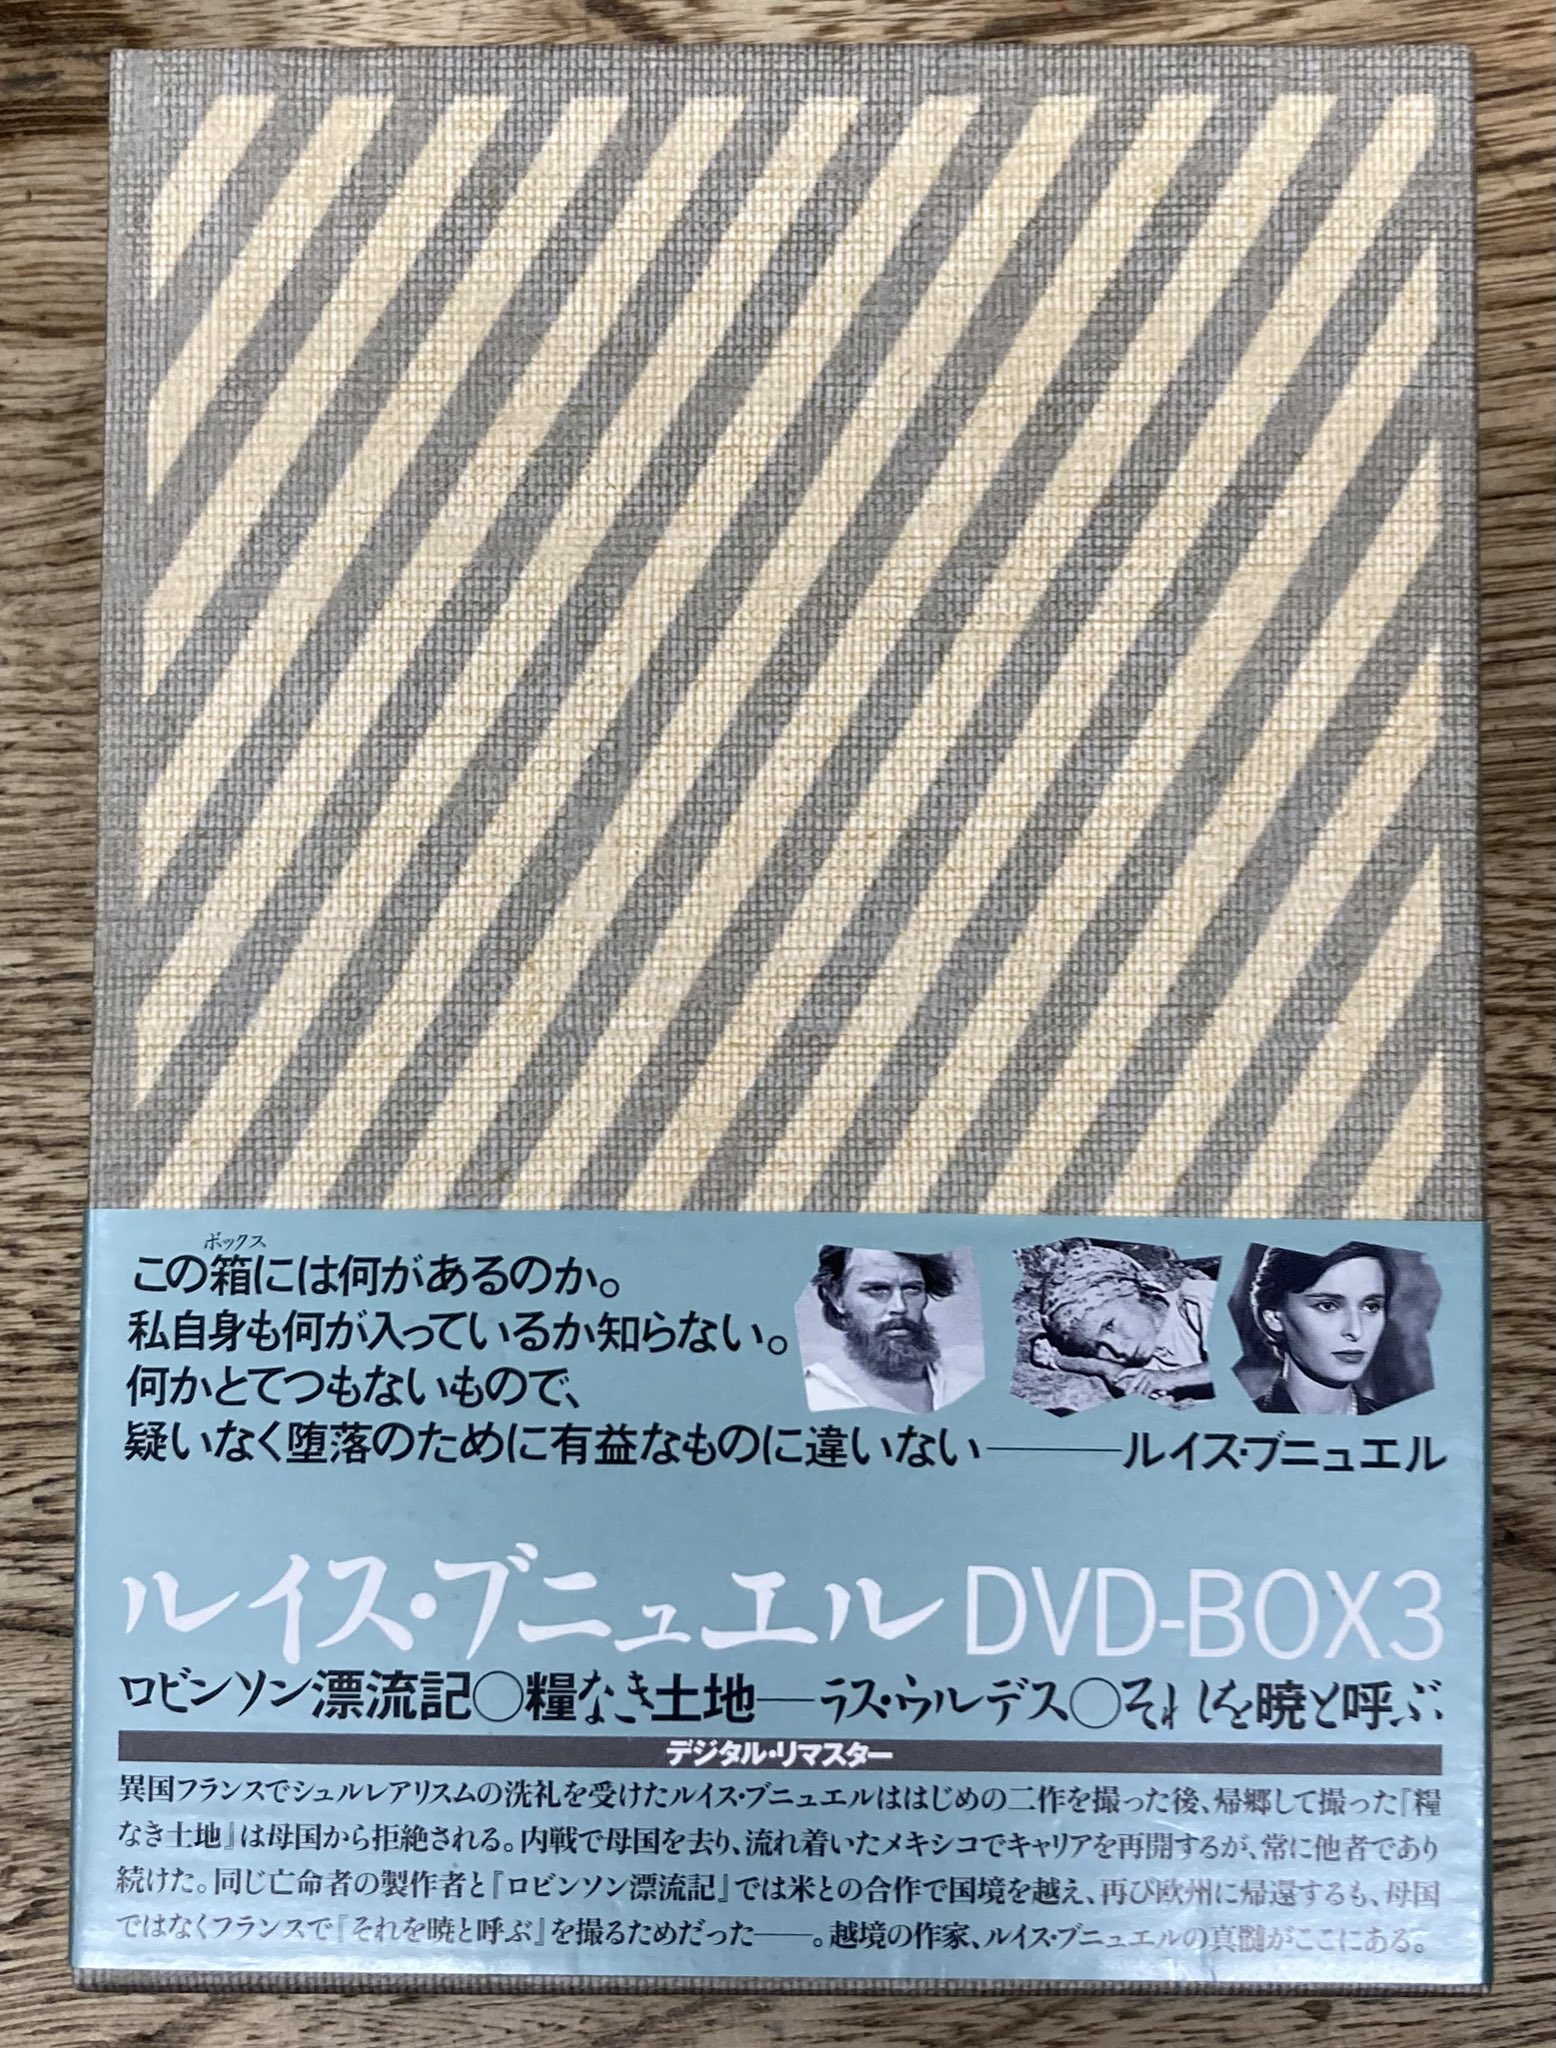 ボックス
この箱には何があるのか。
私自身も何が入っているか知らない。
何かとてつもないもので、
疑いなく堕落のために有益なものに違いない────ルイス・ブニュエル
ルイス・ブニュエル DVD-BOX3
ロビンソン漂流記○糧なき土地―ラス・ウルデス○それを暁と呼ぶ
デジタル・リマスター
異国フランスでシュルレアリスムの洗礼を受けたルイス・ブニュエルははじめの二作を撮った後、帰郷して撮った『糧
なき土地』は母国から拒絶される。内戦で母国を去り、流れ着いたメキシコでキャリアを再開するが、常に他者であり
続けた。同じ亡命者の製作者と『ロビンソン漂流記』では米との合作で国境を越え、再び欧州に帰還するも、母国
ではなくフランスで『それを暁と呼ぶ』を撮るためだった──。越境の作家、ルイス・ブニュエルの真髄がここにある。